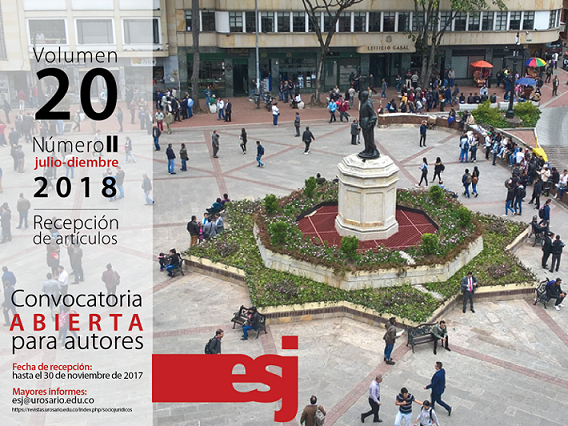 Volumen
20
Número II
julio-diembre
2018
Recepción
de artículos
Convocatoria
ABIERTA
para autores
Fecha de recepción:
hasta el 30 de noviembre de 2017
Mayores informes:
esj@urosario.edu.co
https://revistas.urosario.edu.co/index.php/sociojuridicos
EDIFICIO CABAL
esj